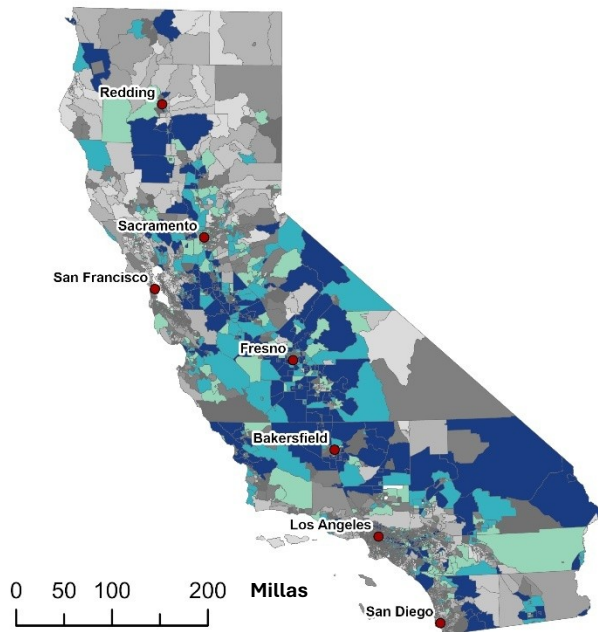 Redding
Sacramento
San Francisco
Fresno
Bakersfield
Los Angeles
0 50 100 200 Millas
San Diego